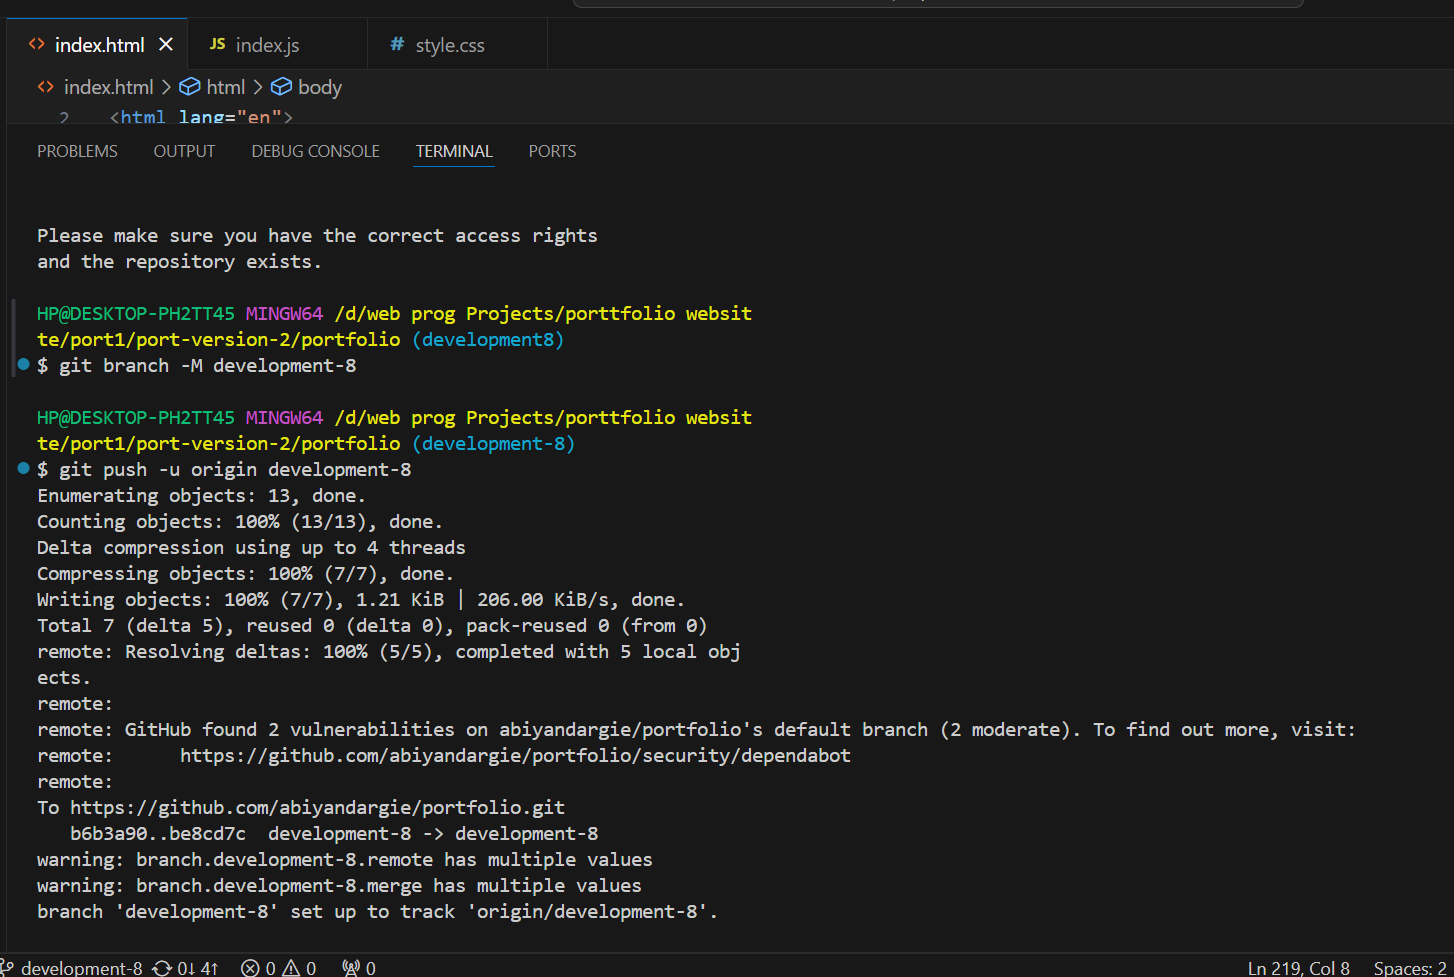 index.html
JS index.js
# style.css
index.html > html > body
2 <html lang="en">
PROBLEMS OUTPUT DEBUG CONSOLE TERMINAL PORTS
Please make sure you have the correct access rights
and the repository exists.
HP@DESKTOP-PH2TT45 MINGW64 /d/web prog Projects/porttfolio websit
te/port1/port-version-2/portfolio (development8)
$ git branch -M development-8
HP@DESKTOP-PH2TT45 MINGW64 /d/web prog Projects/porttfolio websit
te/port1/port-version-2/portfolio (development-8)
$ git push -u origin development-8
Enumerating objects: 13, done.
Counting objects: 100% (13/13), done.
Delta compression using up to 4 threads
Compressing objects: 100% (7/7), done.
Writing objects: 100% (7/7), 1.21 KiB | 206.00 KiB/s, done.
Total 7 (delta 5), reused 0 (delta 0), pack-reused 0 (from 0)
remote: Resolving deltas: 100% (5/5), completed with 5 local obj
ects.
remote:
remote: GitHub found 2 vulnerabilities on abiyandargie/portfolio's default branch (2 moderate). To find out more, visit:
remote:      https://github.com/abiyandargie/portfolio/security/dependabot
remote:
To https://github.com/abiyandargie/portfolio.git
   b6b3a90..be8cd7c  development-8 -> development-8
warning: branch.development-8.remote has multiple values
warning: branch.development-8.merge has multiple values
branch 'development-8' set up to track 'origin/development-8'.
development-8 0↓ 4↑ 0 0 0 Ln 219, Col 8 Spaces: 2